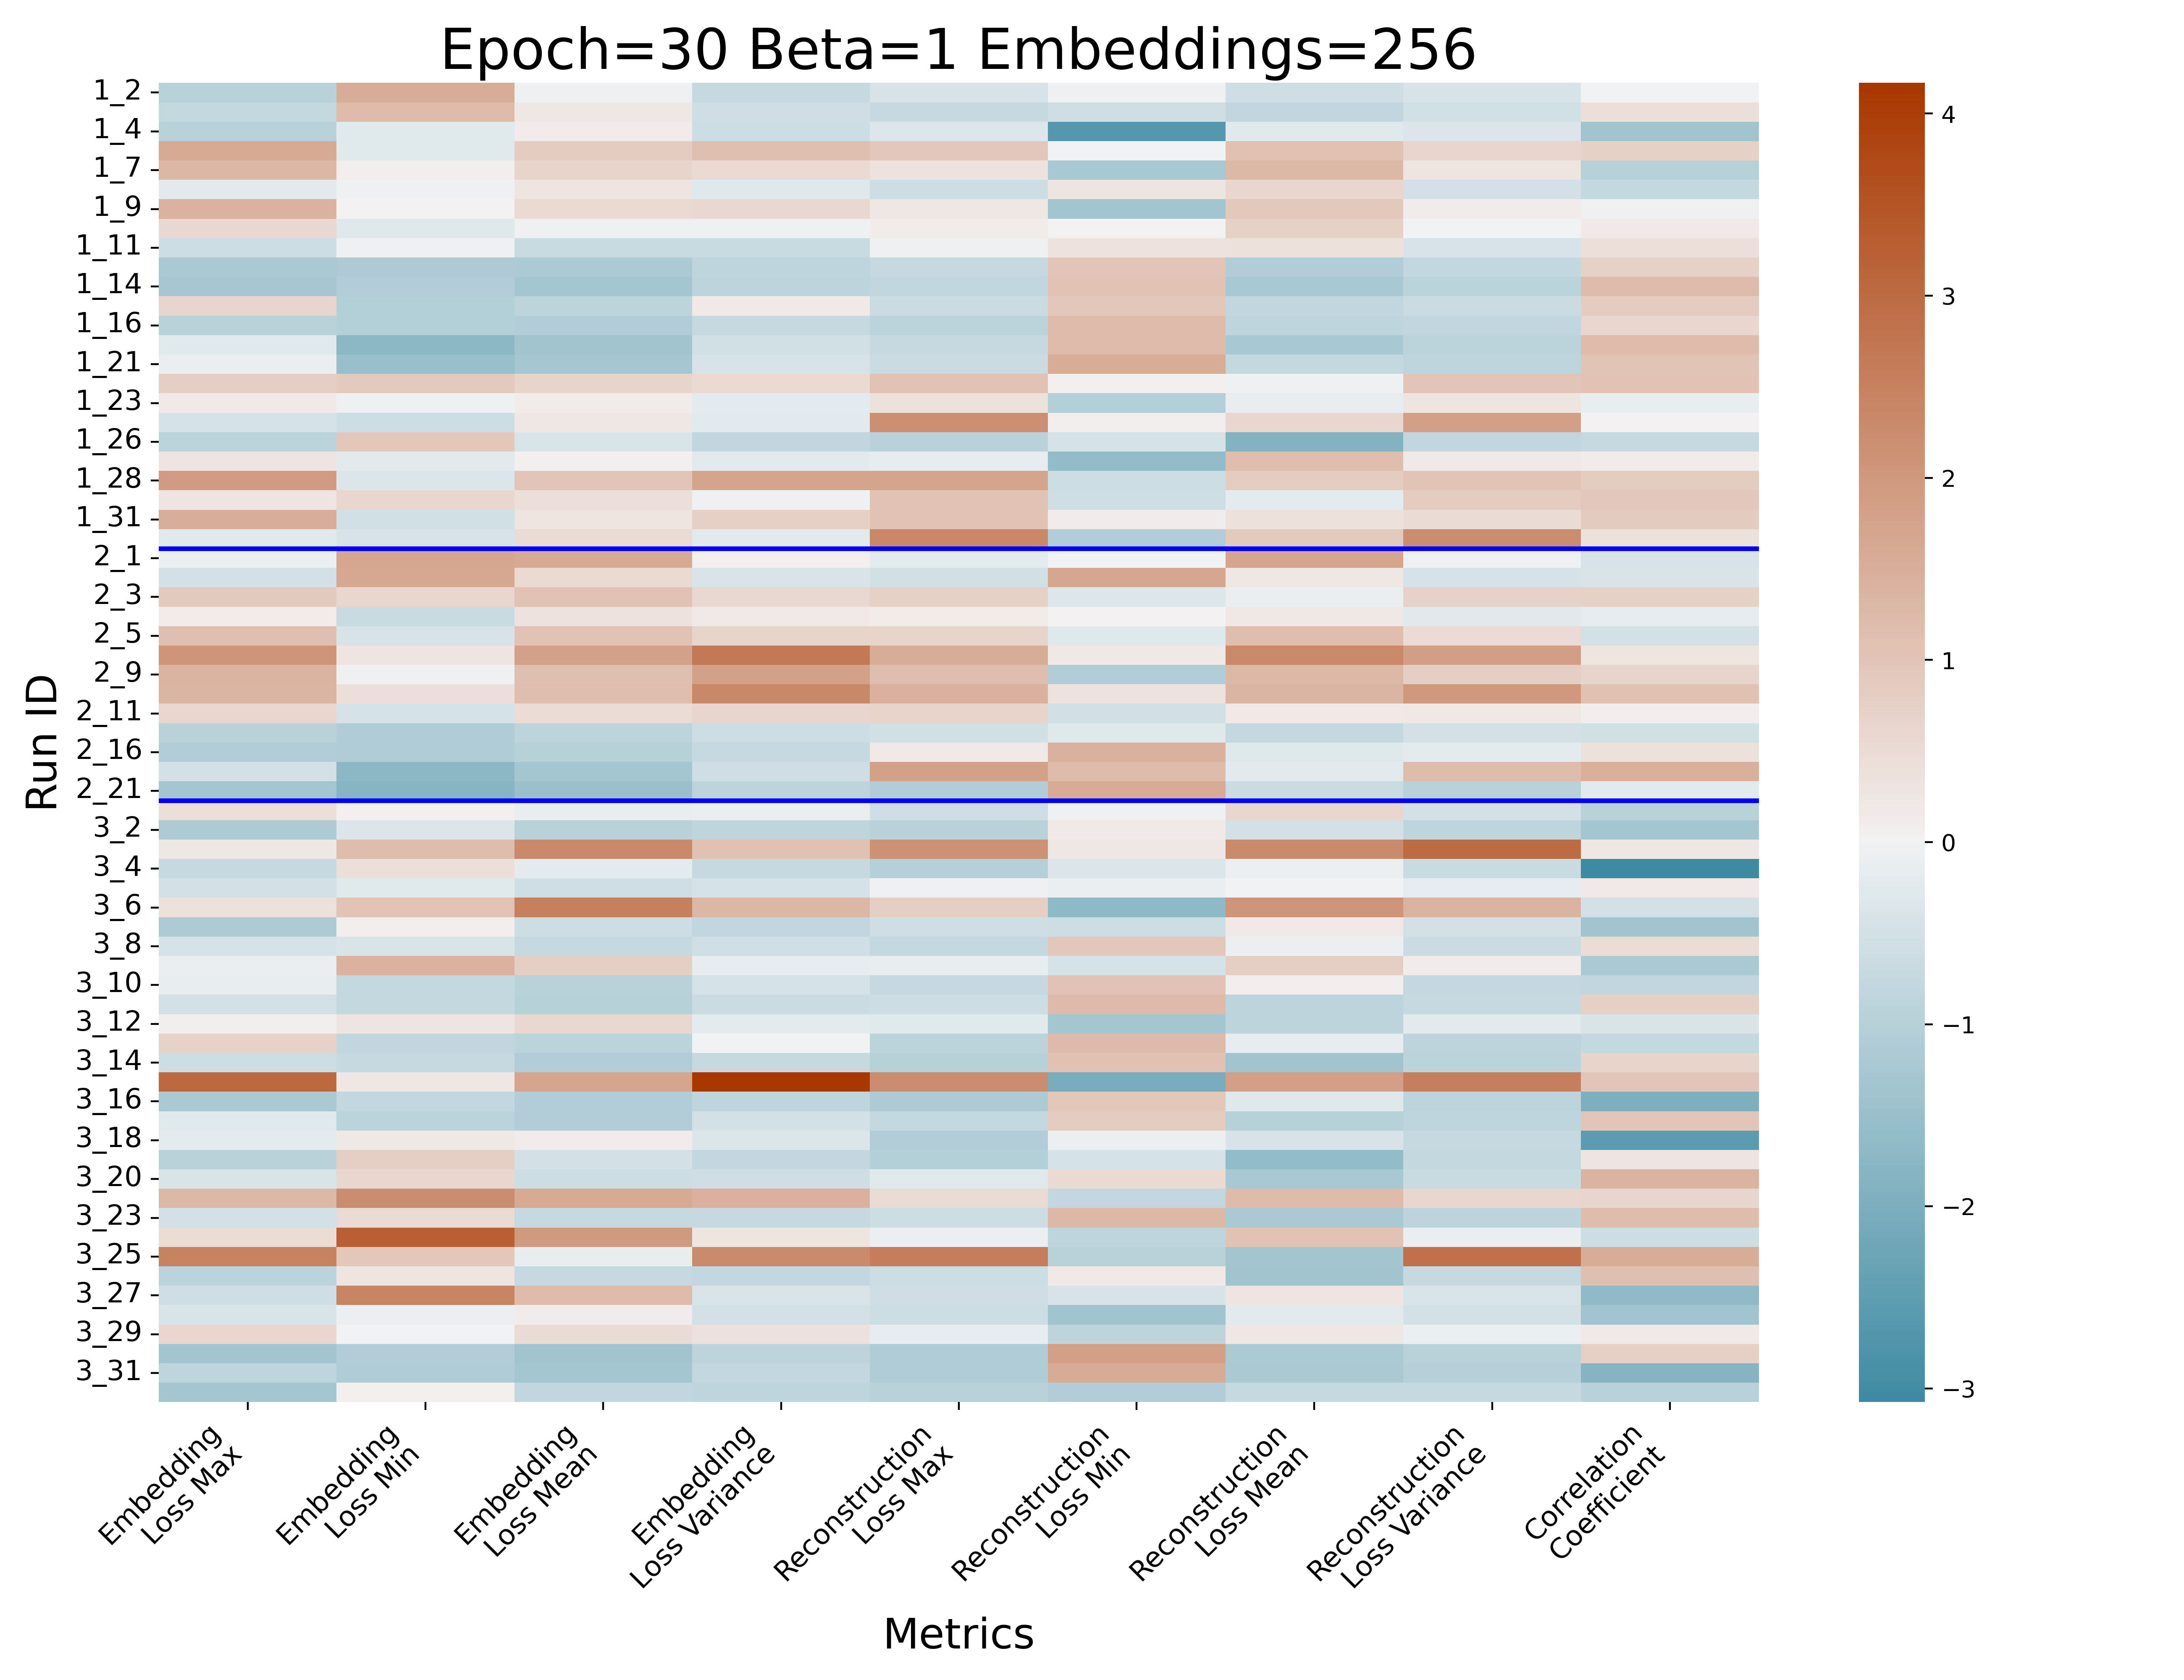 Epoch=30 Beta=1 Embeddings=256
Run ID
1_2
1_4
1_7
1_9
1_11
1_14
1_16
1_21
1_23
1_26
1_28
1_31
2_1
2_3
2_5
2_9
2_11
2_16
2_21
3_2
3_4
3_6
3_8
3_10
3_12
3_14
3_16
3_18
3_20
3_23
3_25
3_27
3_29
3_31
Embedding
Loss Max
Embedding
Loss Min
Embedding
Loss Mean
Embedding
Loss Variance
Reconstruction
Loss Max
Reconstruction
Loss Min
Reconstruction
Loss Mean
Reconstruction
Loss Variance
Correlation
Coefficient
Metrics
4
3
2
1
0
−1
−2
−3